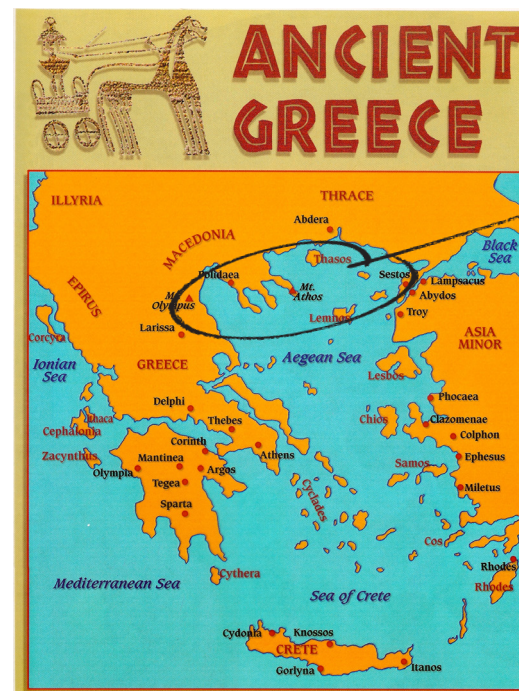 ANCIENT
GREECE
ILLYRIA
THRACE
Abdera
MACEDONIA
Thasos
Black
Sea
Potidaea
Sestos
Lampsacus
Mt.
Athos
Abydos
Mt.
Olympus
EPIRUS
Lemnos
Troy
Larissa
Corcyra
ASIA
MINOR
Ionian
Sea
GREECE
Aegean Sea
Lesbos
Phocaea
Delphi
Ithaca
Thebes
Chios
Clazomenae
Cephalonia
Corinth
Colphon
Zacynthus
Mantinea
Athens
Ephesus
Olympia
Argos
Samos
Tegea
Miletus
Cyclades
Sparta
Cos
Rhodes
Cythera
Mediterranean Sea
Rhodes
Sea of Crete
Cydonia
Knossos
CRETE
Gorlyna
Itanos